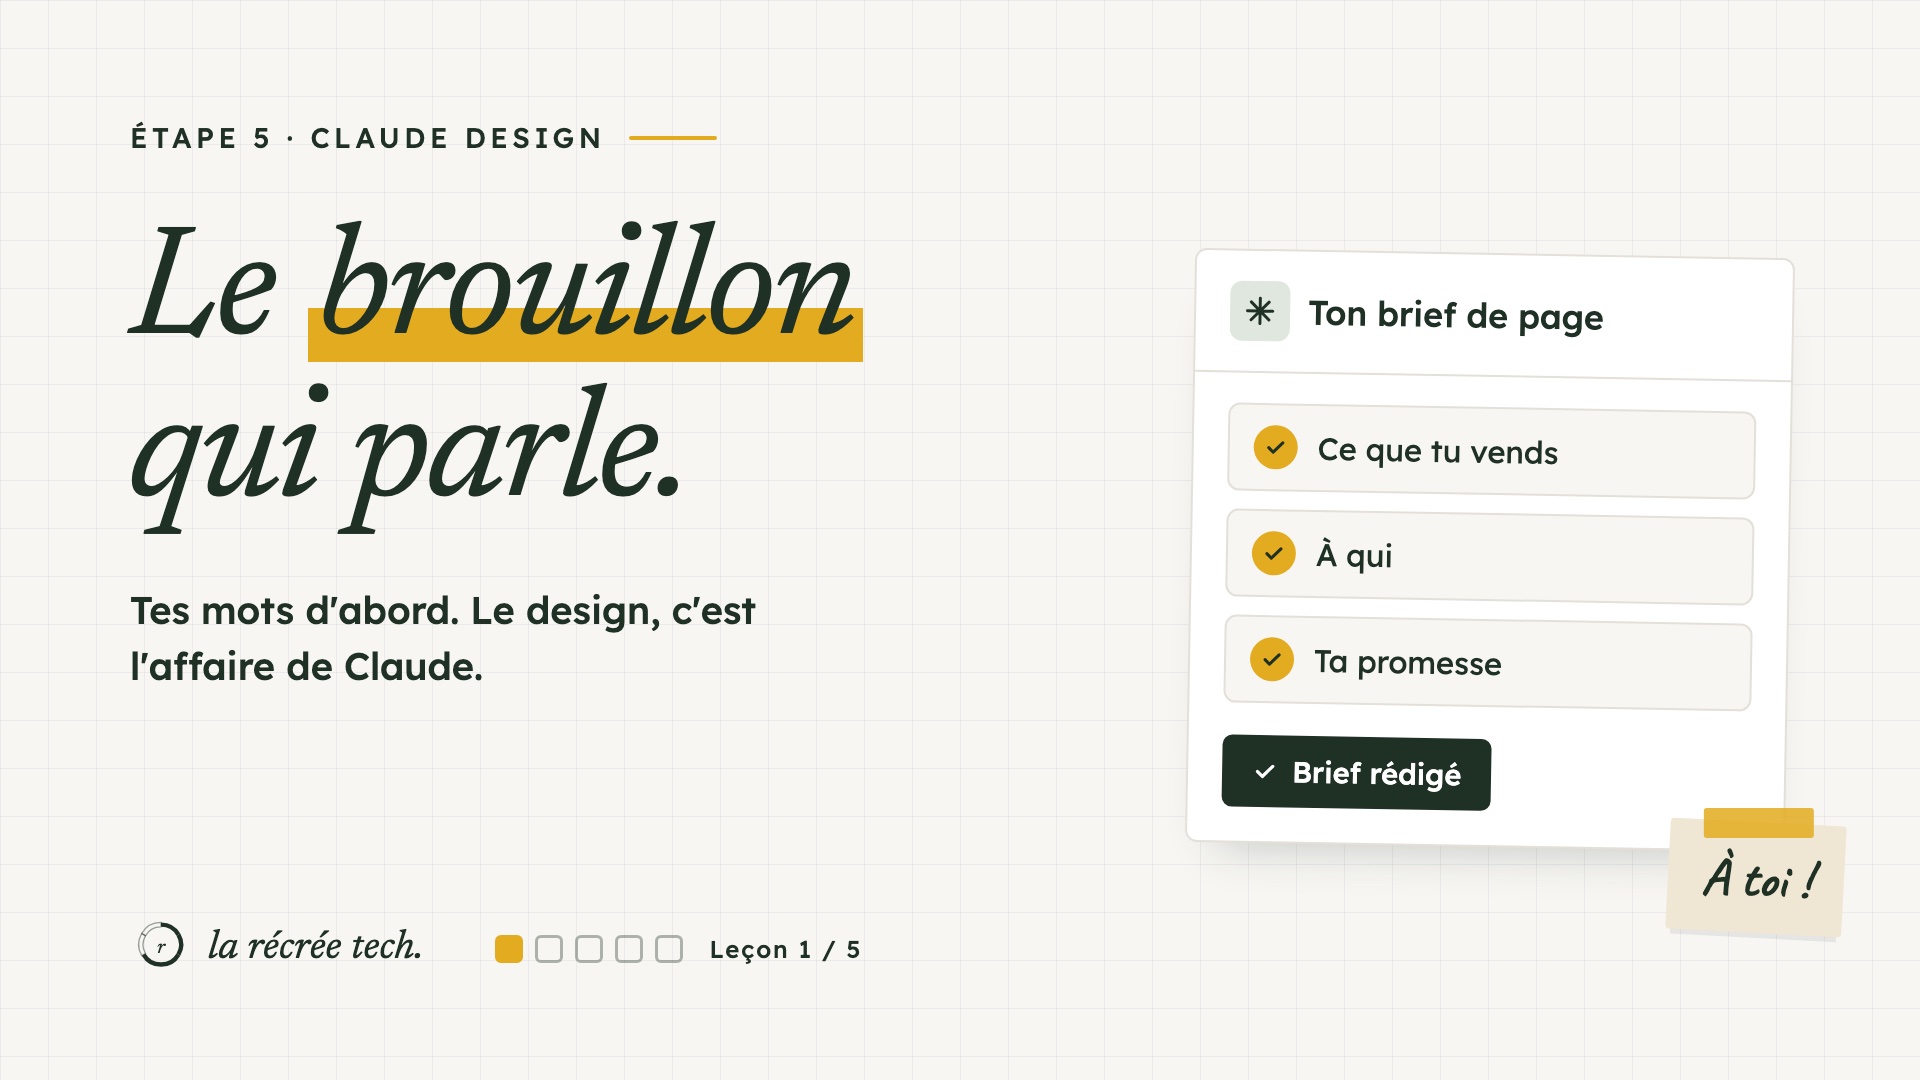 ÉTAPE 5 · CLAUDE DESIGN
Le brouillon
qui parle.
Tes mots d'abord. Le design, c'est
l'affaire de Claude.
Ton brief de page
Ce que tu vends
À qui
Ta promesse
Brief rédigé
À toi !
r
la récrée tech.
Leçon 1 / 5